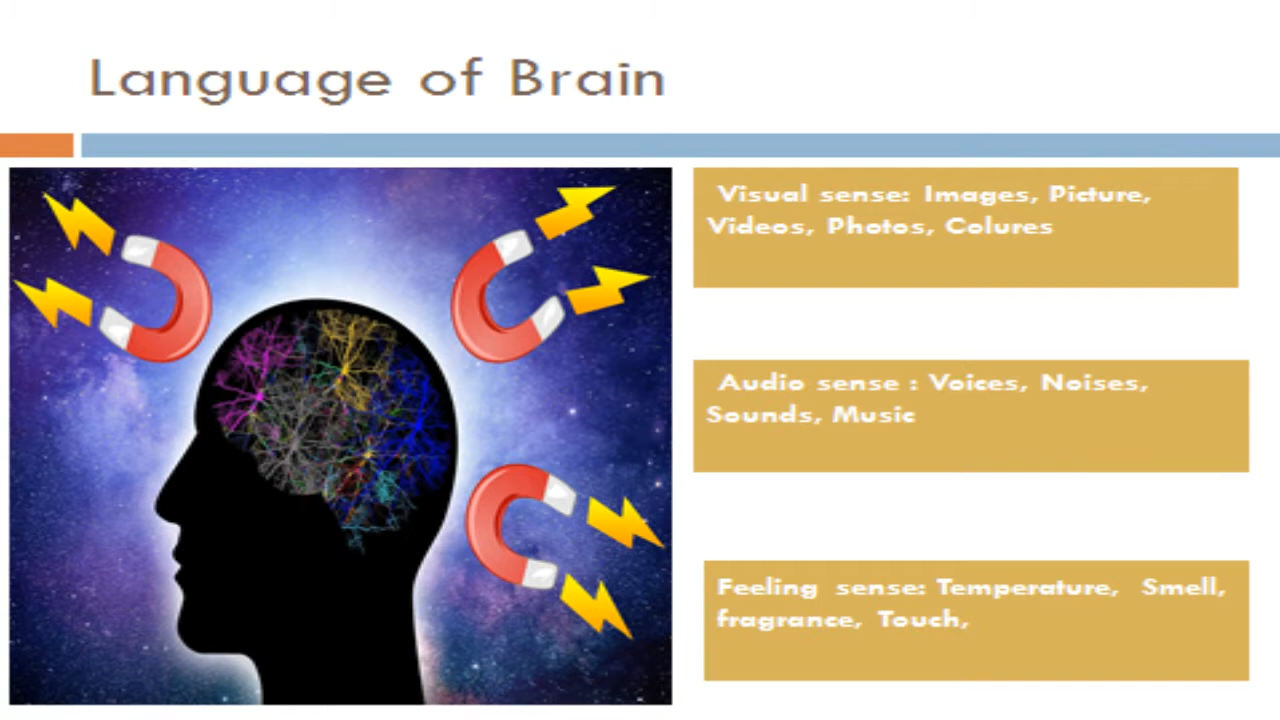 Language of Brain
Visual sense: Images, Picture,
Videos, Photos, Colures
Audio sense : Voices, Noises,
Sounds, Music
Feeling sense: Temperature, Smell,
fragrance, Touch,